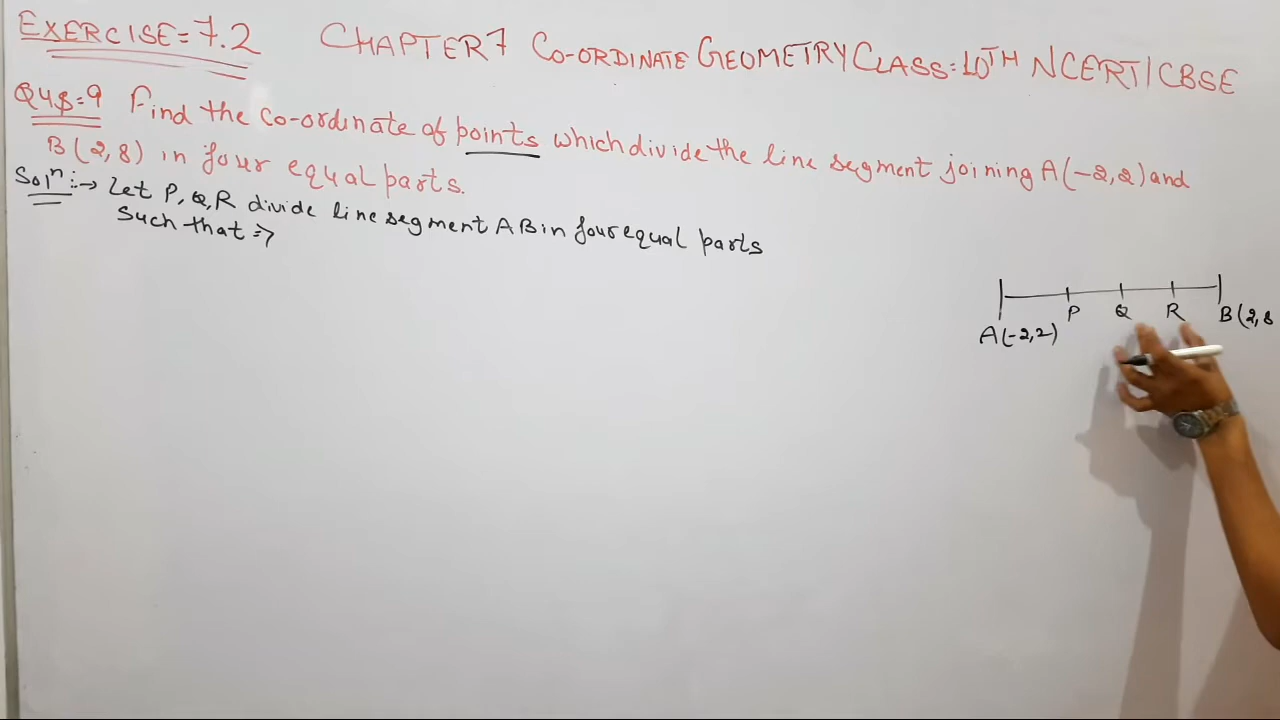 EXERCISE=7.2 CHAPTER 7 CO-ORDINATE GEOMETRY CLASS:10TH NCERT/CBSE
QUS=9 Find the co-ordinate of points which divide the line segment joining A(-2,2) and
B(2,8) in four equal parts.
Solⁿ:→ Let P, Q, R divide line segment AB in four equal parts
Such that ⇒
P Q R B(2,8
A(-2,2)